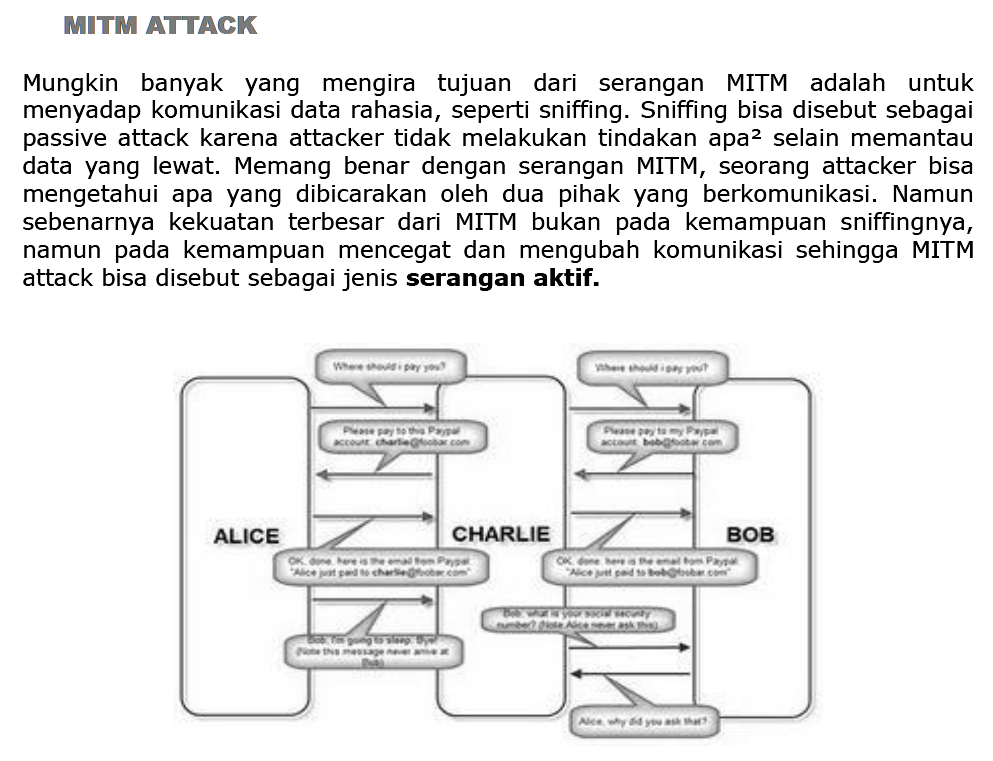 MITM ATTACK
Mungkin banyak yang mengira tujuan dari serangan MITM adalah untuk
menyadap komunikasi data rahasia, seperti sniffing. Sniffing bisa disebut sebagai
passive attack karena attacker tidak melakukan tindakan apa² selain memantau
data yang lewat. Memang benar dengan serangan MITM, seorang attacker bisa
mengetahui apa yang dibicarakan oleh dua pihak yang berkomunikasi. Namun
sebenarnya kekuatan terbesar dari MITM bukan pada kemampuan sniffingnya,
namun pada kemampuan mencegat dan mengubah komunikasi sehingga MITM
attack bisa disebut sebagai jenis serangan aktif.
Where should i pay you?
Where should i pay you?
Please pay to this Paypal
account: charlie@foobar.com
Please pay to my Paypal
account: bob@foobar.com
ALICE
CHARLIE
BOB
OK, done, here is the email from Paypal:
"Alice just paid to charlie@foobar.com"
OK, done, here is the email from Paypal:
"Alice just paid to bob@foobar.com"
Bob, what is your social security
number? (Note Alice never ask this)
Bob, I'm going to sleep, Bye!
(Note this message never arrive at
Bob)
Alice, why did you ask that?